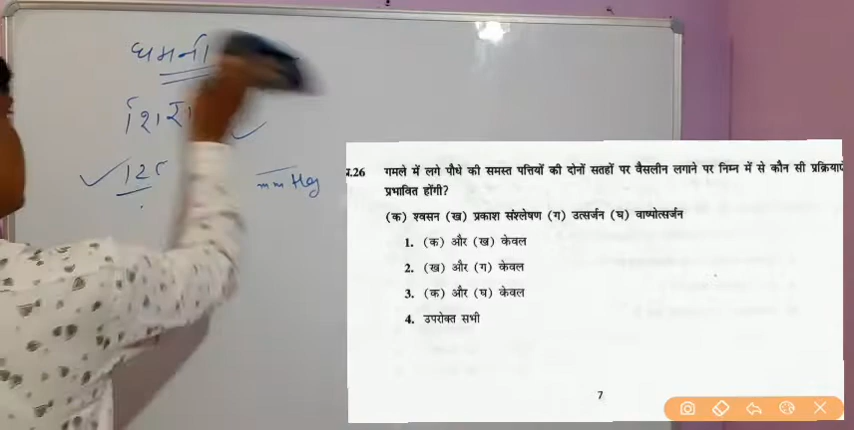 धमनी
शिरा
120
mm Hg
प्र.26 गमले में लगे पौधे की समस्त पत्तियों की दोनों सतहों पर वैसलीन लगाने पर निम्न में से कौन सी प्रक्रियाएं
प्रभावित होंगी?
(क) श्वसन (ख) प्रकाश संश्लेषण (ग) उत्सर्जन (घ) वाष्पोत्सर्जन
1. (क) और (ख) केवल
2. (ख) और (ग) केवल
3. (क) और (घ) केवल
4. उपरोक्त सभी
7